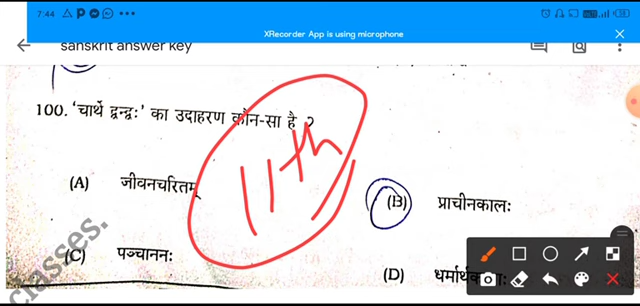 7:44
XRecorder App is using microphone
sanskrit answer key
100. 'चार्थे द्वन्द्वः' का उदाहरण कौन-सा है ?
11th
(A) जीवनचरितम्
(B) प्राचीनकालः
(C) पञ्चाननः
(D)
classes.